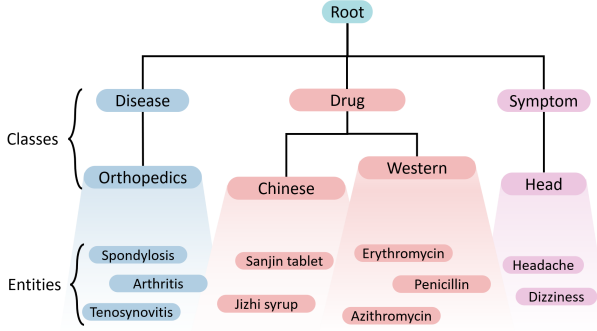 Root
Disease
Drug
Symptom
Classes
Orthopedics
Chinese
Western
Head
Spondylosis
Sanjin tablet
Erythromycin
Headache
Entities
Arthritis
Penicillin
Dizziness
Tenosynovitis
Jizhi syrup
Azithromycin